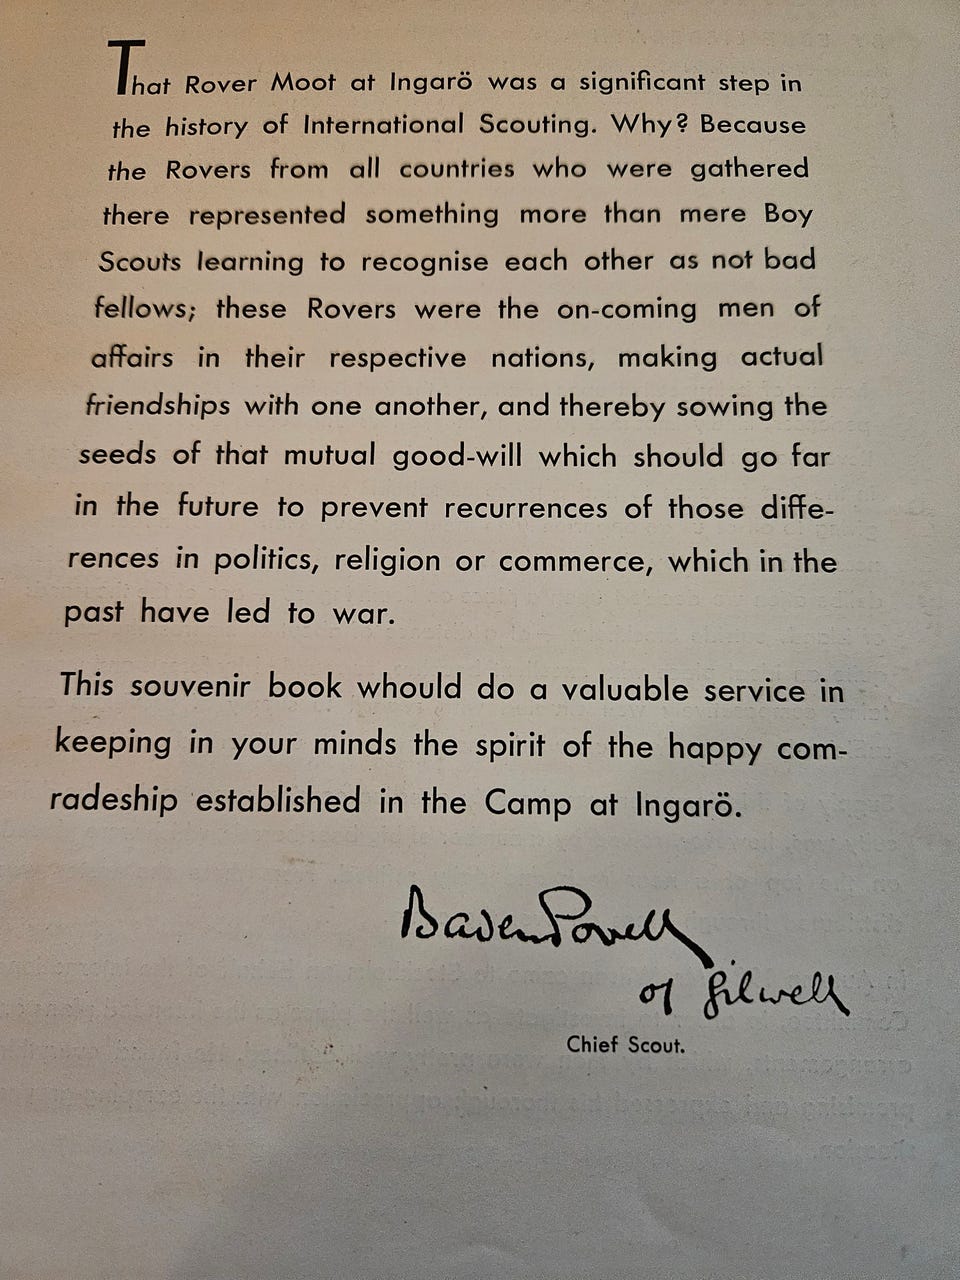 That Rover Moot at Ingarö was a significant step in
the history of International Scouting. Why? Because
the Rovers from all countries who were gathered
there represented something more than mere Boy
Scouts learning to recognise each other as not bad
fellows; these Rovers were the on-coming men of
affairs in their respective nations, making actual
friendships with one another, and thereby sowing the
seeds of that mutual good-will which should go far
in the future to prevent recurrences of those diffe-
rences in politics, religion or commerce, which in the
past have led to war.
This souvenir book whould do a valuable service in
keeping in your minds the spirit of the happy com-
radeship established in the Camp at Ingarö.
Baden Powell
of Gilwell
Chief Scout.